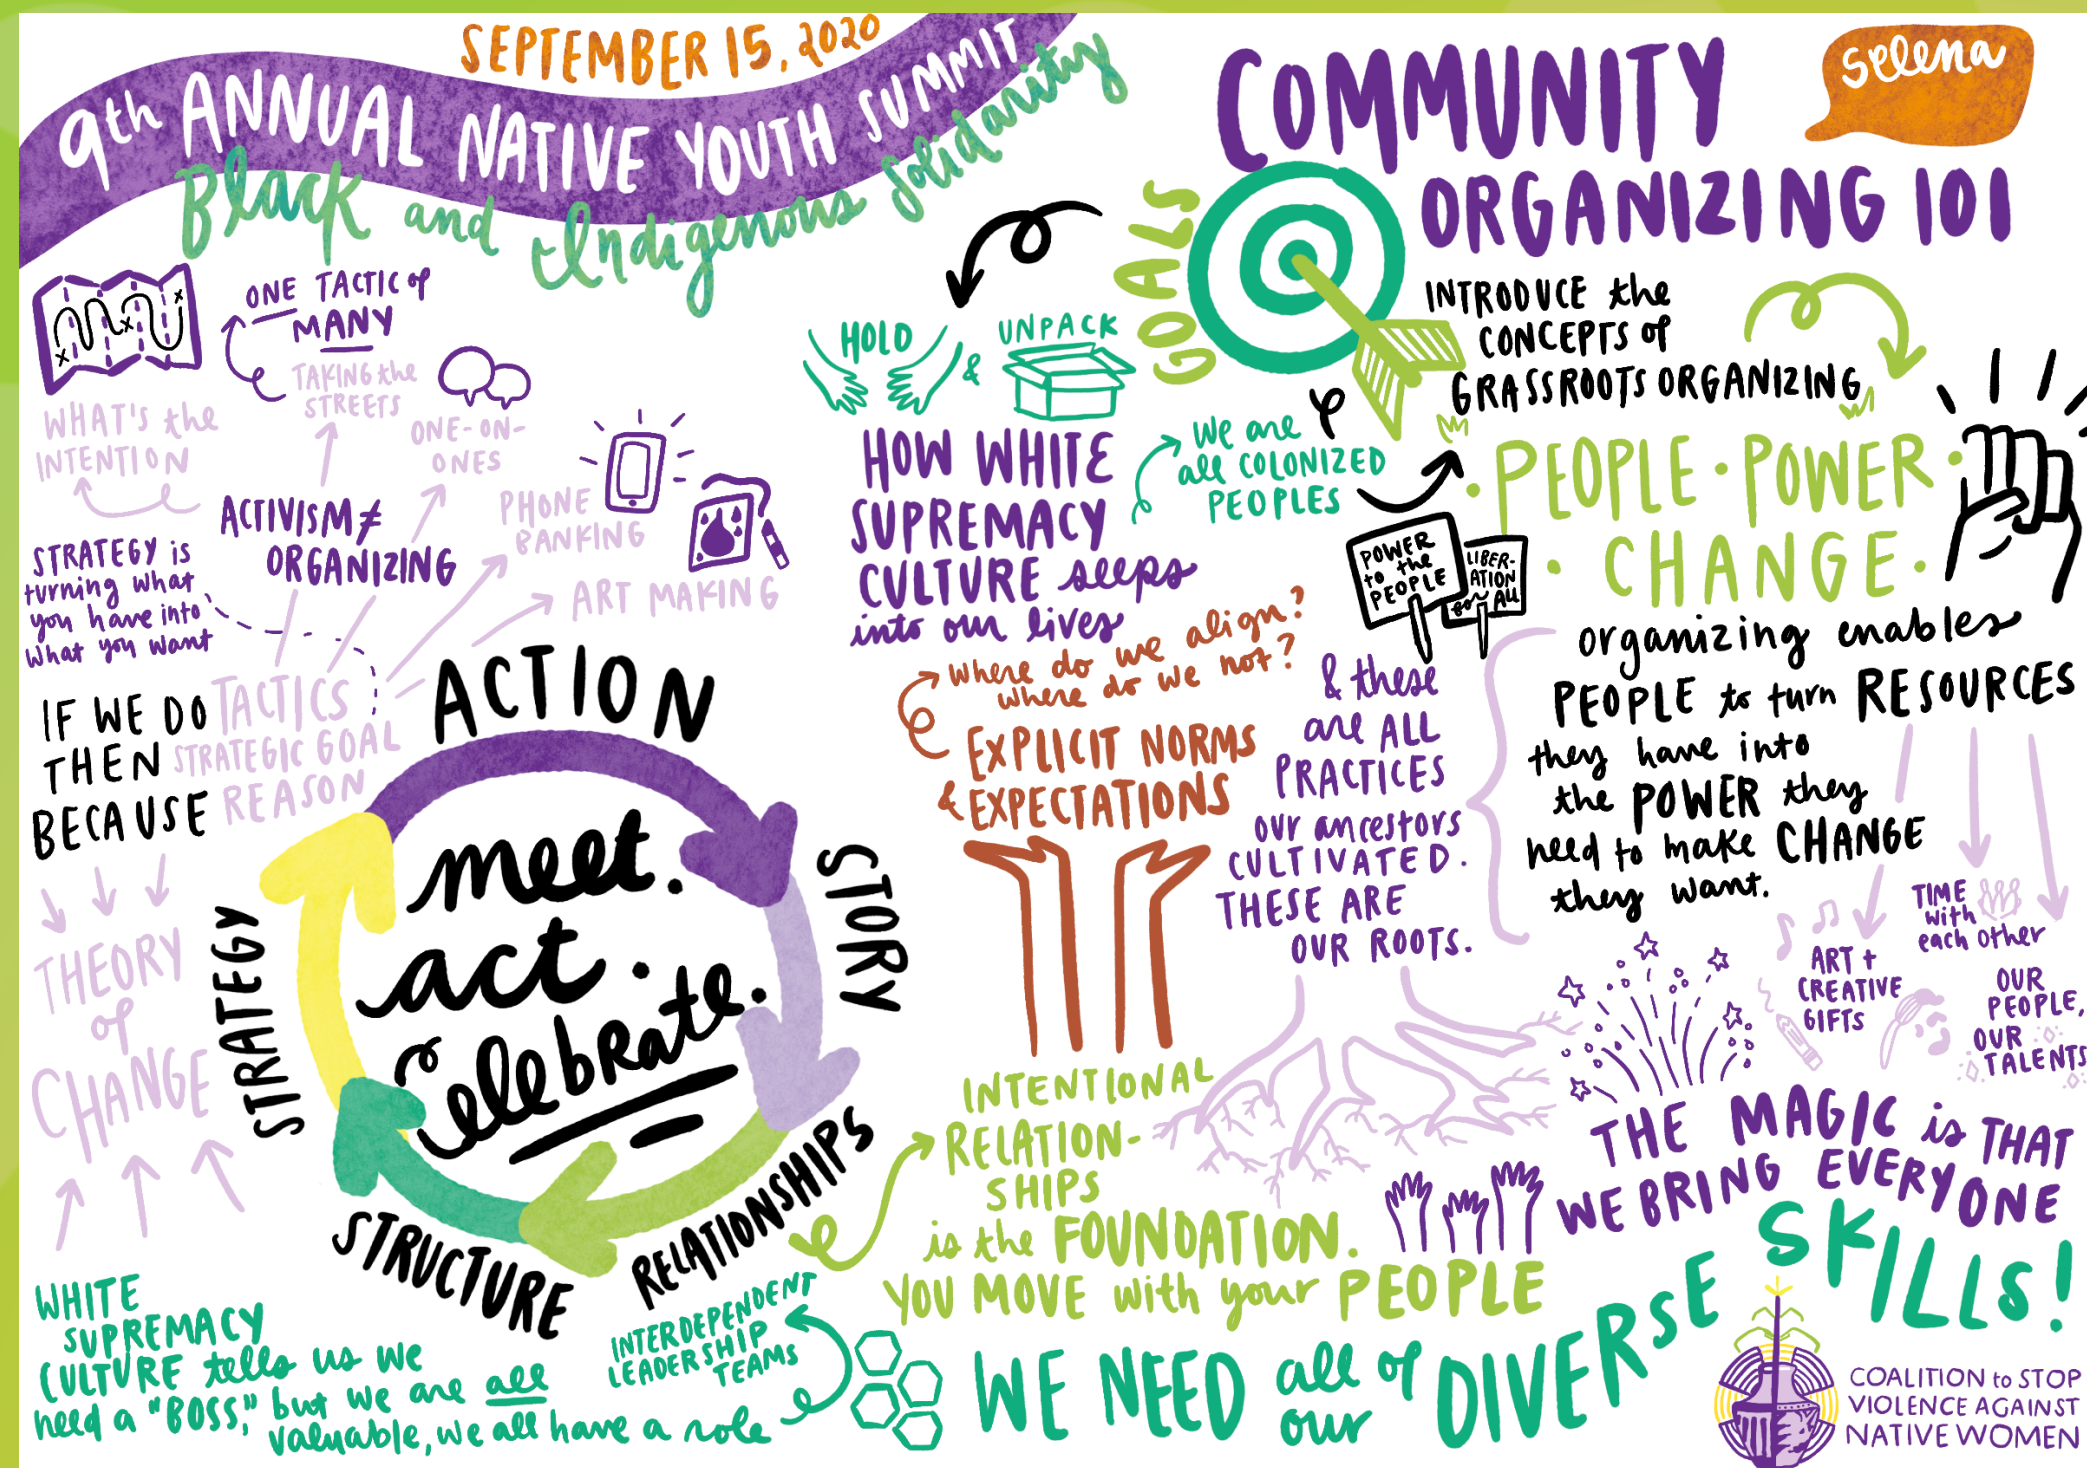 SEPTEMBER 15, 2020
9th ANNUAL NATIVE YOUTH SUMMIT
Black and Indigenous Solidarity
COMMUNITY
ORGANIZING 101
selena
GOALS
INTRODUCE the
CONCEPTS of
GRASSROOTS ORGANIZING
PEOPLE · POWER ·
· CHANGE ·
POWER
to the
PEOPLE
LIBER-
ATION
for ALL
organizing enables
PEOPLE to turn RESOURCES
they have into
the POWER they
need to make CHANGE
they want.
ART +
CREATIVE
GIFTS
TIME
with
each other
OUR
PEOPLE,
OUR
TALENTS
THE MAGIC is THAT
WE BRING EVERYONE
HOLD
&
UNPACK
HOW WHITE
SUPREMACY
CULTURE seeps
into our lives
We are
all COLONIZED
PEOPLES
where do we align?
where do we not?
EXPLICIT NORMS
& EXPECTATIONS
& these
are ALL
PRACTICES
our ancestors
CULTIVATED.
THESE ARE
OUR ROOTS.
INTENTIONAL
RELATION-
SHIPS
is the FOUNDATION.
YOU MOVE with your PEOPLE
WE NEED all of our DIVERSE SKILLS!
ONE TACTIC of
MANY
TAKING the
STREETS
WHAT'S the
INTENTION
ONE-ON-
ONES
PHONE
BANKING
ART MAKING
ACTIVISM ≠
ORGANIZING
STRATEGY is
turning what
you have into
what you want
IF WE DO TACTICS
THEN STRATEGIC GOAL
BECAUSE REASON
THEORY
of
CHANGE
ACTION
STORY
RELATIONSHIPS
STRUCTURE
STRATEGY
meet.
act.
Celebrate.
INTERDEPENDENT
LEADERSHIP
TEAMS
WHITE
SUPREMACY
CULTURE tells us we
need a "BOSS," but we are all
valuable, we all have a role
COALITION to STOP
VIOLENCE AGAINST
NATIVE WOMEN